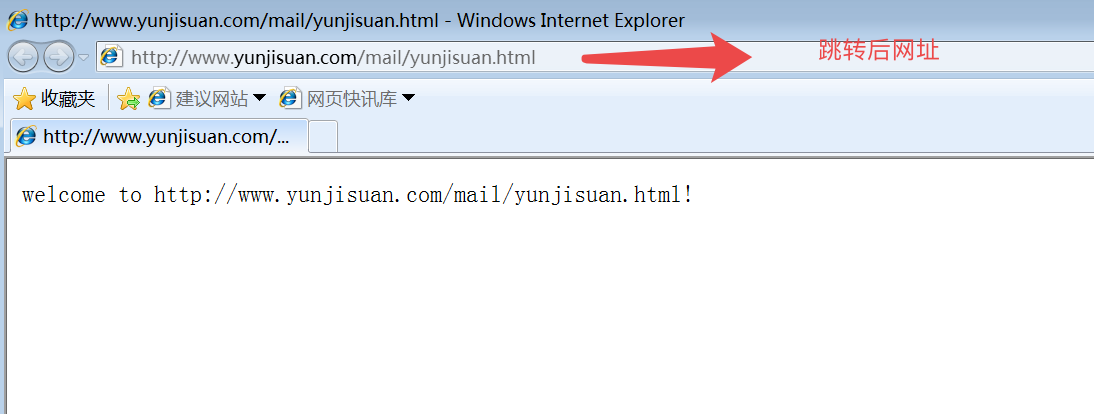 http://www.yunjisuan.com/mail/yunjisuan.html - Windows Internet Explorer
http://www.yunjisuan.com/mail/yunjisuan.html
跳转后网址
收藏夹 建议网站 网页快讯库
http://www.yunjisuan.com/...
welcome to http://www.yunjisuan.com/mail/yunjisuan.html!